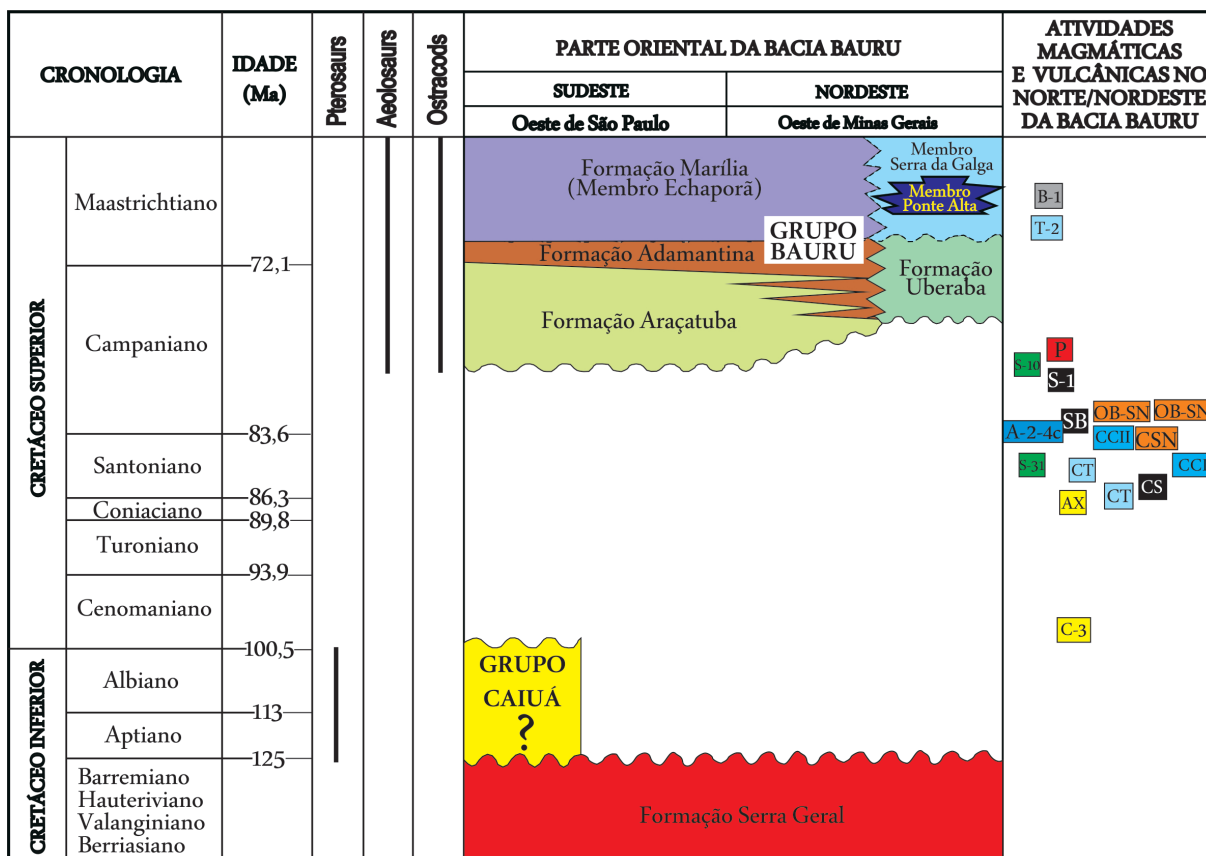 CRONOLOGIA
IDADE
(Ma)
Pterosaurs
Aeolosaurs
Ostracods
PARTE ORIENTAL DA BACIA BAURU
SUDESTE
NORDESTE
Oeste de São Paulo
Oeste de Minas Gerais
ATIVIDADES
MAGMÁTICAS
E VULCÂNICAS NO
NORTE/NORDESTE
DA BACIA BAURU
CRETÁCEO SUPERIOR
Maastrichtiano
72,1
Campaniano
83,6
Santoniano
86,3
Coniaciano
89,8
Turoniano
93,9
Cenomaniano
100,5
CRETÁCEO INFERIOR
Albiano
113
Aptiano
125
Barremiano
Hauteriviano
Valanginiano
Berriasiano
Formação Marília
(Membro Echaporã)
Membro
Serra da Galga
Membro
Ponte Alta
GRUPO
BAURU
Formação Adamantina
Formação
Uberaba
Formação Araçatuba
GRUPO
CAIUÁ
?
Formação Serra Geral
B-1
T-2
P
S-10
S-1
OB-SN
OB-SN
SB
A-2-4c
CCII
CSN
S-31
CT
CCI
CT
CS
AX
C-3